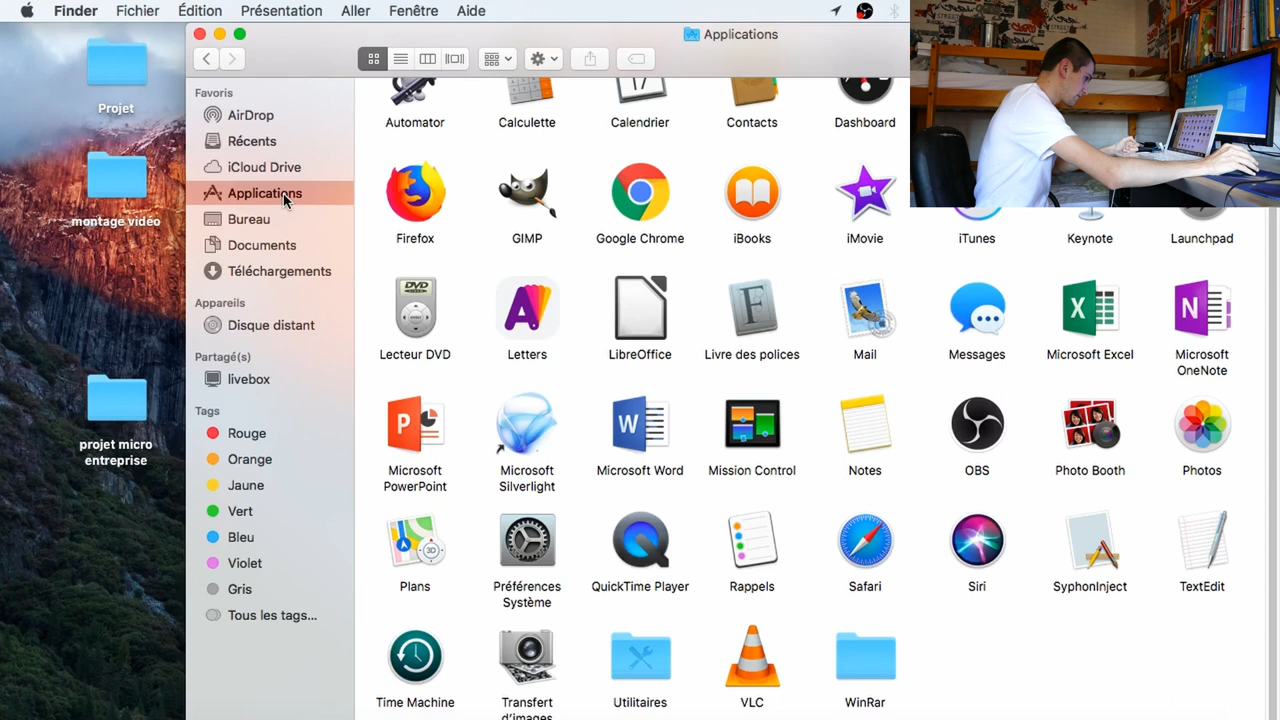 Finder Fichier Édition Présentation Aller Fenêtre Aide
Applications
Projet
montage vidéo
projet micro
entreprise
Favoris
AirDrop
Récents
iCloud Drive
Applications
Bureau
Documents
Téléchargements
Appareils
Disque distant
Partagé(s)
livebox
Tags
Rouge
Orange
Jaune
Vert
Bleu
Violet
Gris
Tous les tags...
17
Automator Calculette Calendrier Contacts Dashboard
Firefox GIMP Google Chrome iBooks iMovie iTunes Keynote Launchpad
DVD
Lecteur DVD Letters LibreOffice Livre des polices Mail Messages Microsoft Excel Microsoft
OneNote
Microsoft
PowerPoint
Microsoft
Silverlight
Microsoft Word Mission Control Notes OBS Photo Booth Photos
3D
Plans Préférences
Système
QuickTime Player Rappels Safari Siri SyphonInject TextEdit
Time Machine Transfert
d'images
Utilitaires VLC WinRar